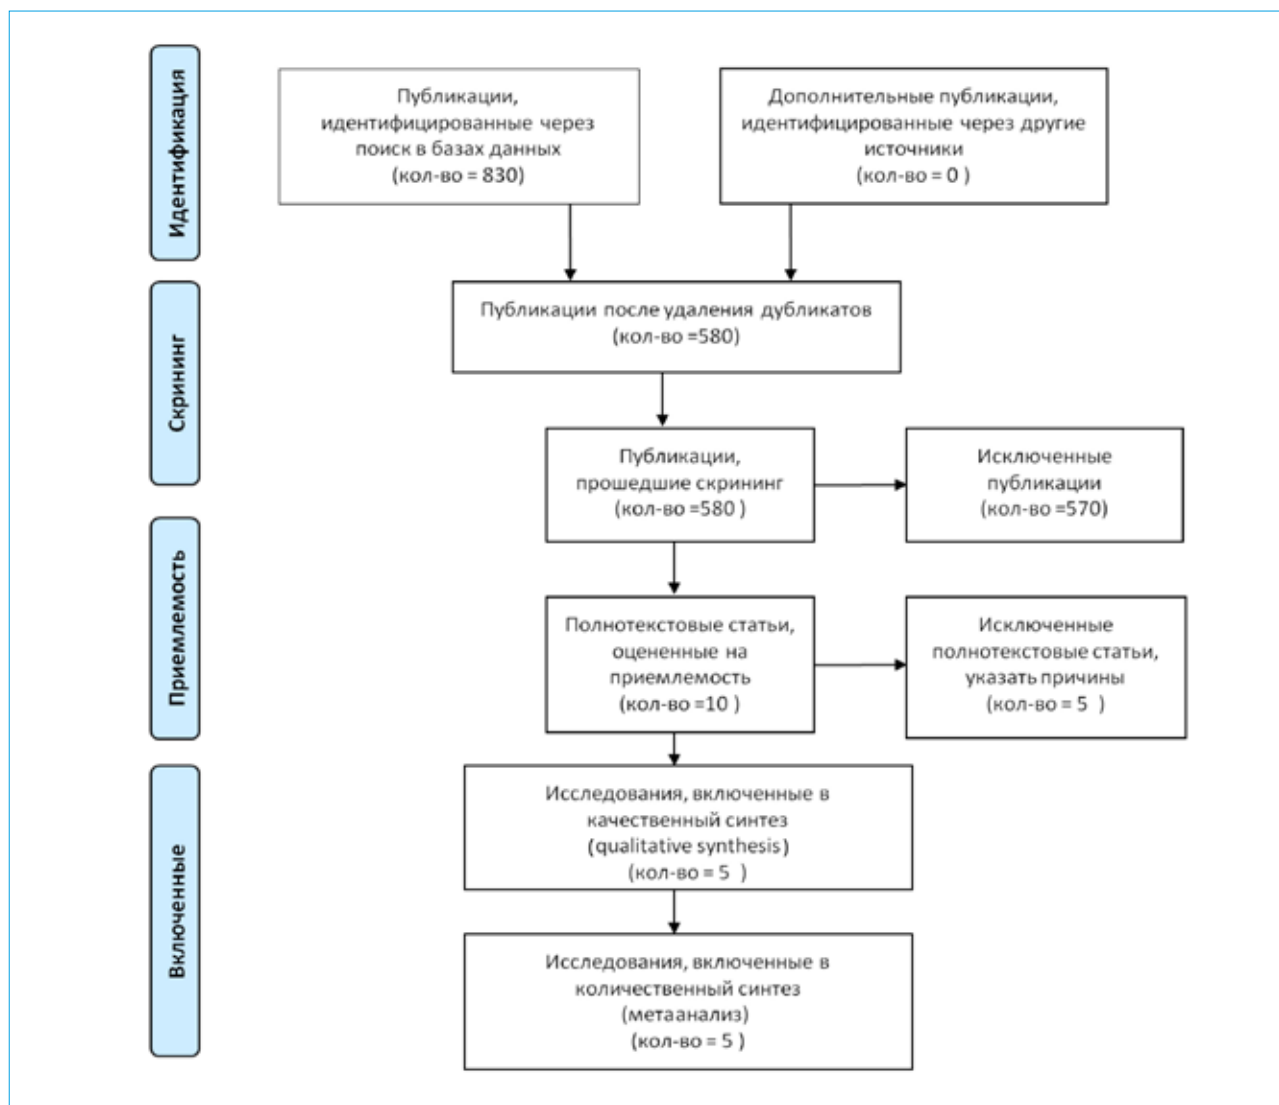 Идентификация
Публикации,
идентифицированные через
поиск в базах данных
(кол-во = 830)
Дополнительные публикации,
идентифицированные через другие
источники
(кол-во = 0 )
Скрининг
Публикации после удаления дубликатов
(кол-во =580)
Публикации,
прошедшие скрининг
(кол-во =580 )
Исключенные
публикации
(кол-во =570)
Приемлемость
Полнотекстовые статьи,
оцененные на
приемлемость
(кол-во =10 )
Исключенные
полнотекстовые статьи,
указать причины
(кол-во = 5 )
Включенные
Исследования, включенные в
качественный синтез
(qualitative synthesis)
(кол-во = 5 )
Исследования, включенные в
количественный синтез
(метаанализ)
(кол-во = 5 )